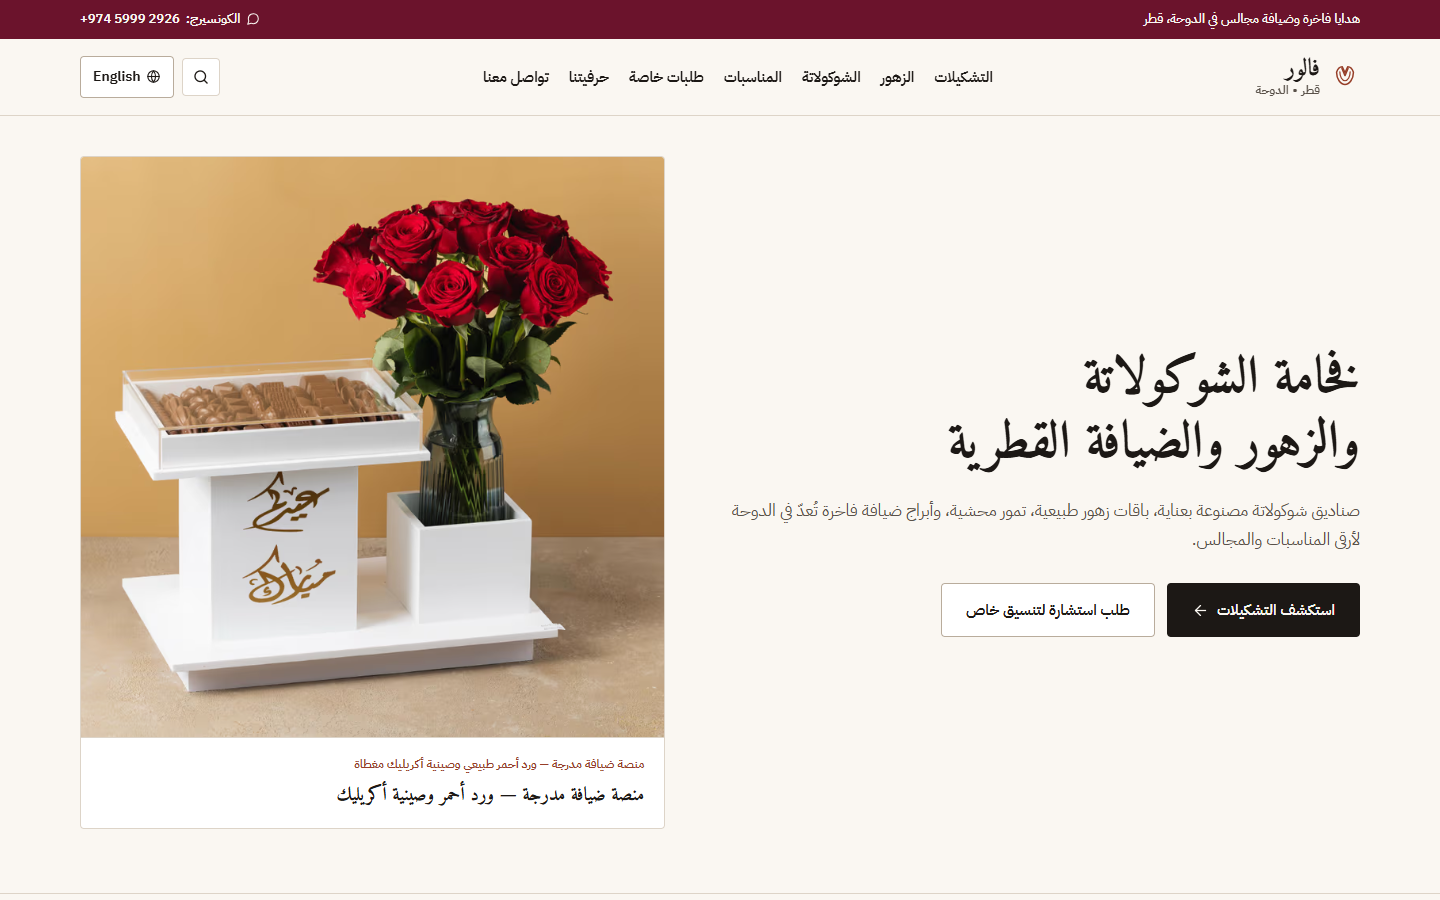 هدايا فاخرة وضيافة مجالس في الدوحة، قطر
الكونسيرج: +974 5999 2926
فالور
قطر • الدوحة
التشكيلات الزهور الشوكولاتة المناسبات طلبات خاصة حرفيتنا تواصل معنا
English
فخامة الشوكولاتة
والزهور والضيافة القطرية
صناديق شوكولاتة مصنوعة بعناية، باقات زهور طبيعية، تمور محشية، وأبراج ضيافة فاخرة تُعدّ في الدوحة
لأرقى المناسبات والمجالس.
استكشف التشكيلات ←
طلب استشارة لتنسيق خاص
عيدكم
مبارك
منصة ضيافة مدرجة — ورد أحمر طبيعي وصينية أكريليك مغطاة
منصة ضيافة مدرجة — ورد أحمر وصينية أكريليك